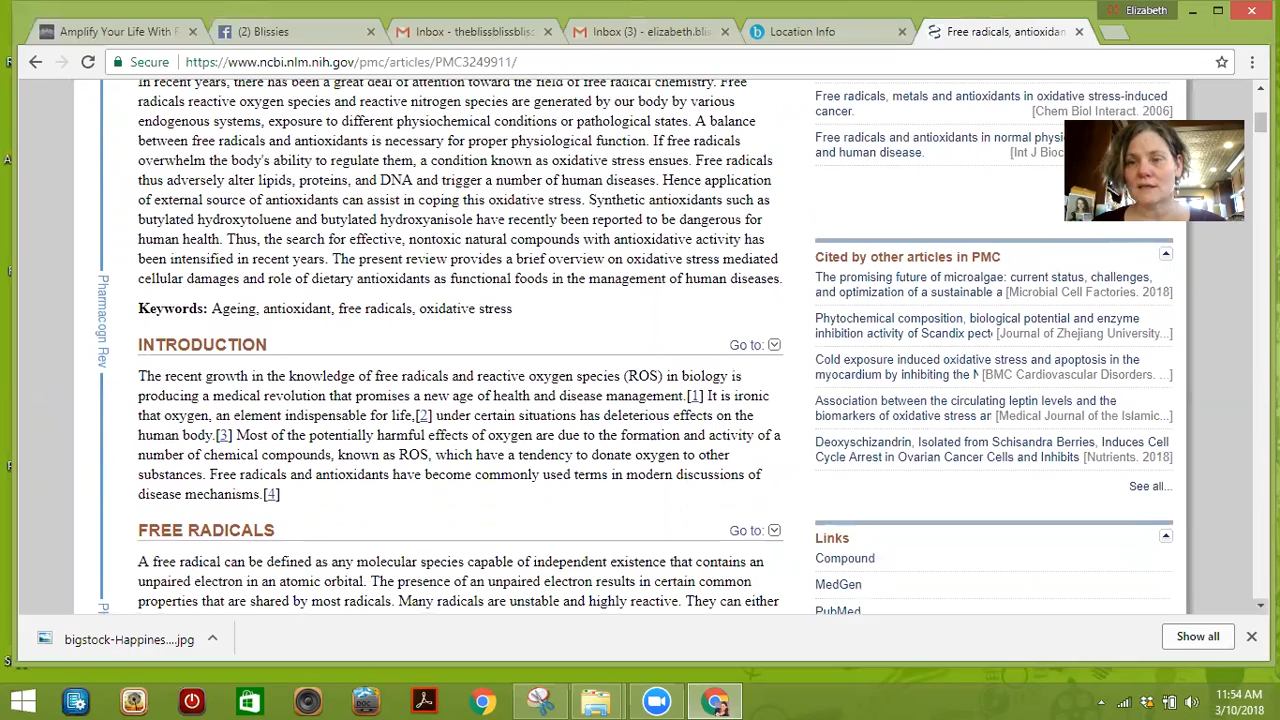 Elizabeth
Amplify Your Life With F
(2) Blissies
Inbox - theblissblissblis
Inbox (3) - elizabeth.bli
Location Info
Free radicals, antioxidan
Secure
https://www.ncbi.nlm.nih.gov/pmc/articles/PMC3249911/
In recent years, there has been a great deal of attention toward the field of free radical chemistry. Free
radicals reactive oxygen species and reactive nitrogen species are generated by our body by various
endogenous systems, exposure to different physiochemical conditions or pathological states. A balance
between free radicals and antioxidants is necessary for proper physiological function. If free radicals
overwhelm the body's ability to regulate them, a condition known as oxidative stress ensues. Free radicals
thus adversely alter lipids, proteins, and DNA and trigger a number of human diseases. Hence application
of external source of antioxidants can assist in coping this oxidative stress. Synthetic antioxidants such as
butylated hydroxytoluene and butylated hydroxyanisole have recently been reported to be dangerous for
human health. Thus, the search for effective, nontoxic natural compounds with antioxidative activity has
been intensified in recent years. The present review provides a brief overview on oxidative stress mediated
cellular damages and role of dietary antioxidants as functional foods in the management of human diseases.
Keywords: Ageing, antioxidant, free radicals, oxidative stress
Pharmacogn Rev
INTRODUCTION
Go to:
The recent growth in the knowledge of free radicals and reactive oxygen species (ROS) in biology is
producing a medical revolution that promises a new age of health and disease management.[1] It is ironic
that oxygen, an element indispensable for life,[2] under certain situations has deleterious effects on the
human body.[3] Most of the potentially harmful effects of oxygen are due to the formation and activity of a
number of chemical compounds, known as ROS, which have a tendency to donate oxygen to other
substances. Free radicals and antioxidants have become commonly used terms in modern discussions of
disease mechanisms.[4]
FREE RADICALS
Go to:
A free radical can be defined as any molecular species capable of independent existence that contains an
unpaired electron in an atomic orbital. The presence of an unpaired electron results in certain common
properties that are shared by most radicals. Many radicals are unstable and highly reactive. They can either
Free radicals, metals and antioxidants in oxidative stress-induced
cancer. [Chem Biol Interact. 2006]
Free radicals and antioxidants in normal physi
and human disease. [Int J Bioc
Cited by other articles in PMC
The promising future of microalgae: current status, challenges,
and optimization of a sustainable a [Microbial Cell Factories. 2018]
Phytochemical composition, biological potential and enzyme
inhibition activity of Scandix pect [Journal of Zhejiang University...]
Cold exposure induced oxidative stress and apoptosis in the
myocardium by inhibiting the N [BMC Cardiovascular Disorders. ...]
Association between the circulating leptin levels and the
biomarkers of oxidative stress ar [Medical Journal of the Islamic...]
Deoxyschizandrin, Isolated from Schisandra Berries, Induces Cell
Cycle Arrest in Ovarian Cancer Cells and Inhibits [Nutrients. 2018]
See all...
Links
Compound
MedGen
PubMed
bigstock-Happines....jpg
Show all
DOC
11:54 AM
3/10/2018